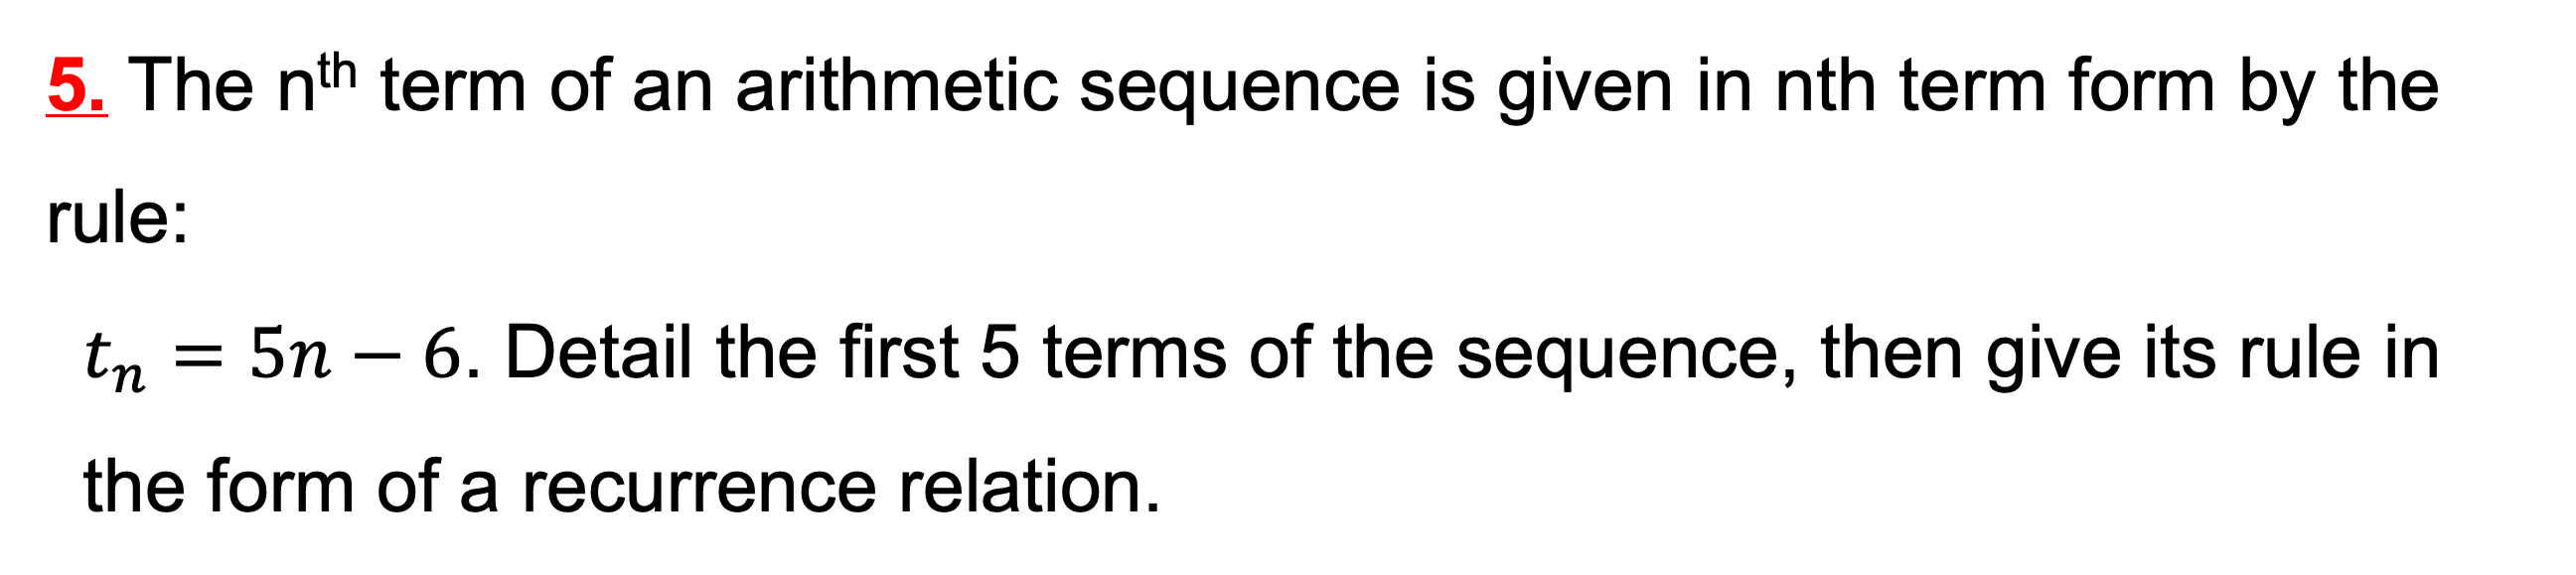 5. The nᵗʰ term of an arithmetic sequence is given in nth term form by the
rule:
tₙ = 5n − 6. Detail the first 5 terms of the sequence, then give its rule in
the form of a recurrence relation.